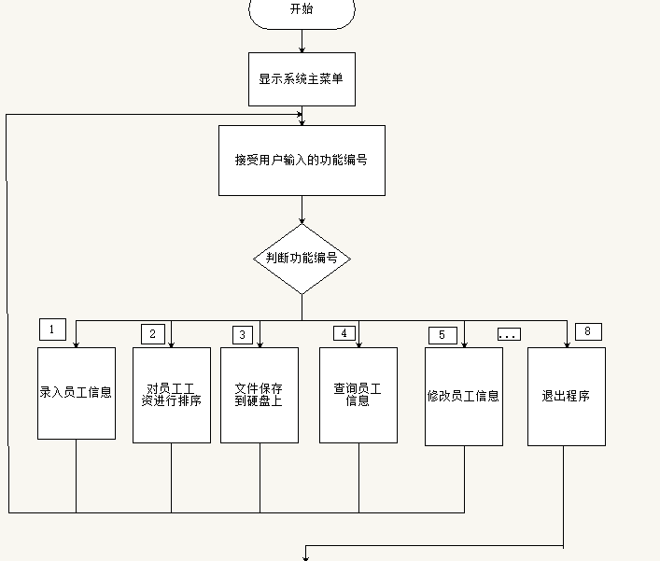 开始
显示系统主菜单
接受用户输入的功能编号
判断功能编号
1
2
3
4
5
...
8
录入员工信息
对员工工
资进行排序
文件保存
到硬盘上
查询员工
信息
修改员工信息
退出程序